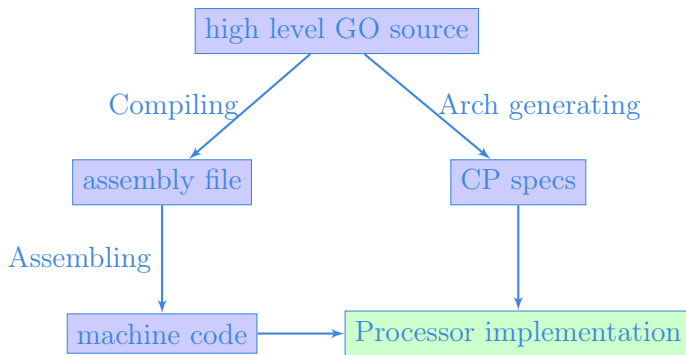 high level GO source
Compiling
Arch generating
assembly file
CP specs
Assembling
machine code
Processor implementation